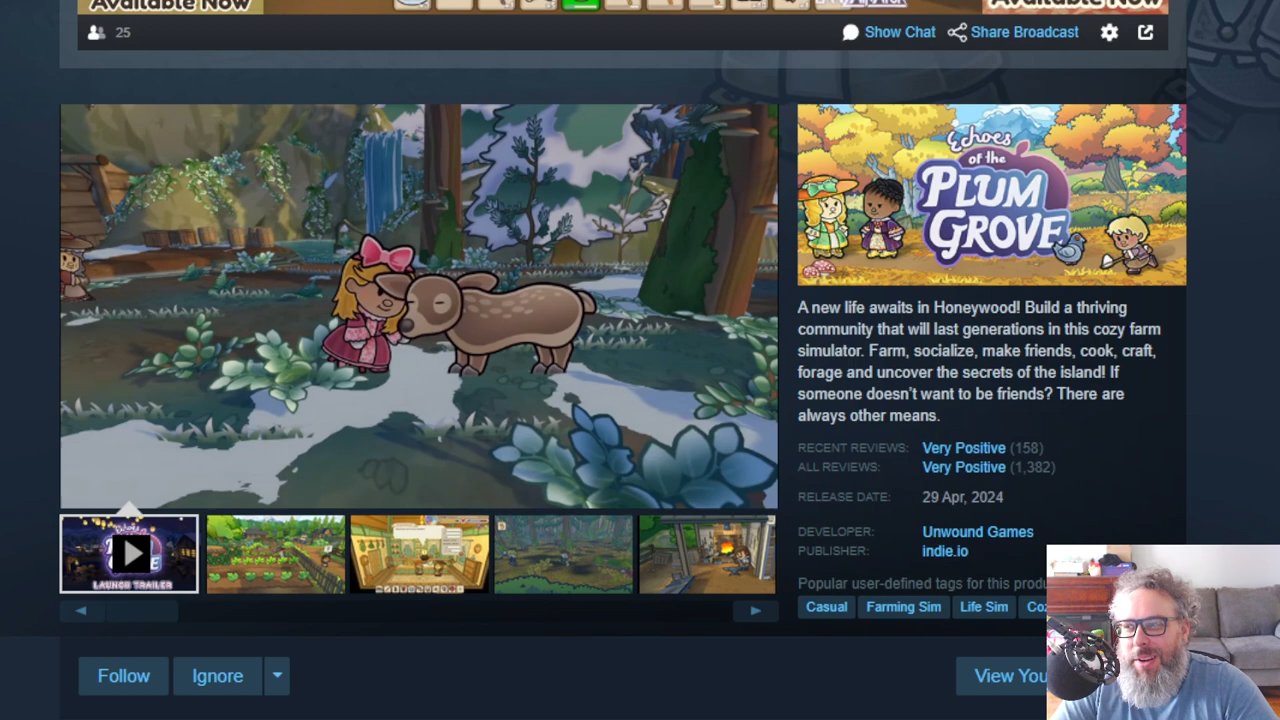 Available Now
Available Now
25
Show Chat
Share Broadcast
Echoes
of the
PLUM
GROVE
A new life awaits in Honeywood! Build a thriving
community that will last generations in this cozy farm
simulator. Farm, socialize, make friends, cook, craft,
forage and uncover the secrets of the island! If
someone doesn't want to be friends? There are
always other means.
RECENT REVIEWS: Very Positive (158)
ALL REVIEWS: Very Positive (1,382)
RELEASE DATE: 29 Apr, 2024
DEVELOPER: Unwound Games
PUBLISHER: indie.io
Popular user-defined tags for this produ
Casual Farming Sim Life Sim Coz
LAUNCH TRAILER
Follow
Ignore
View You